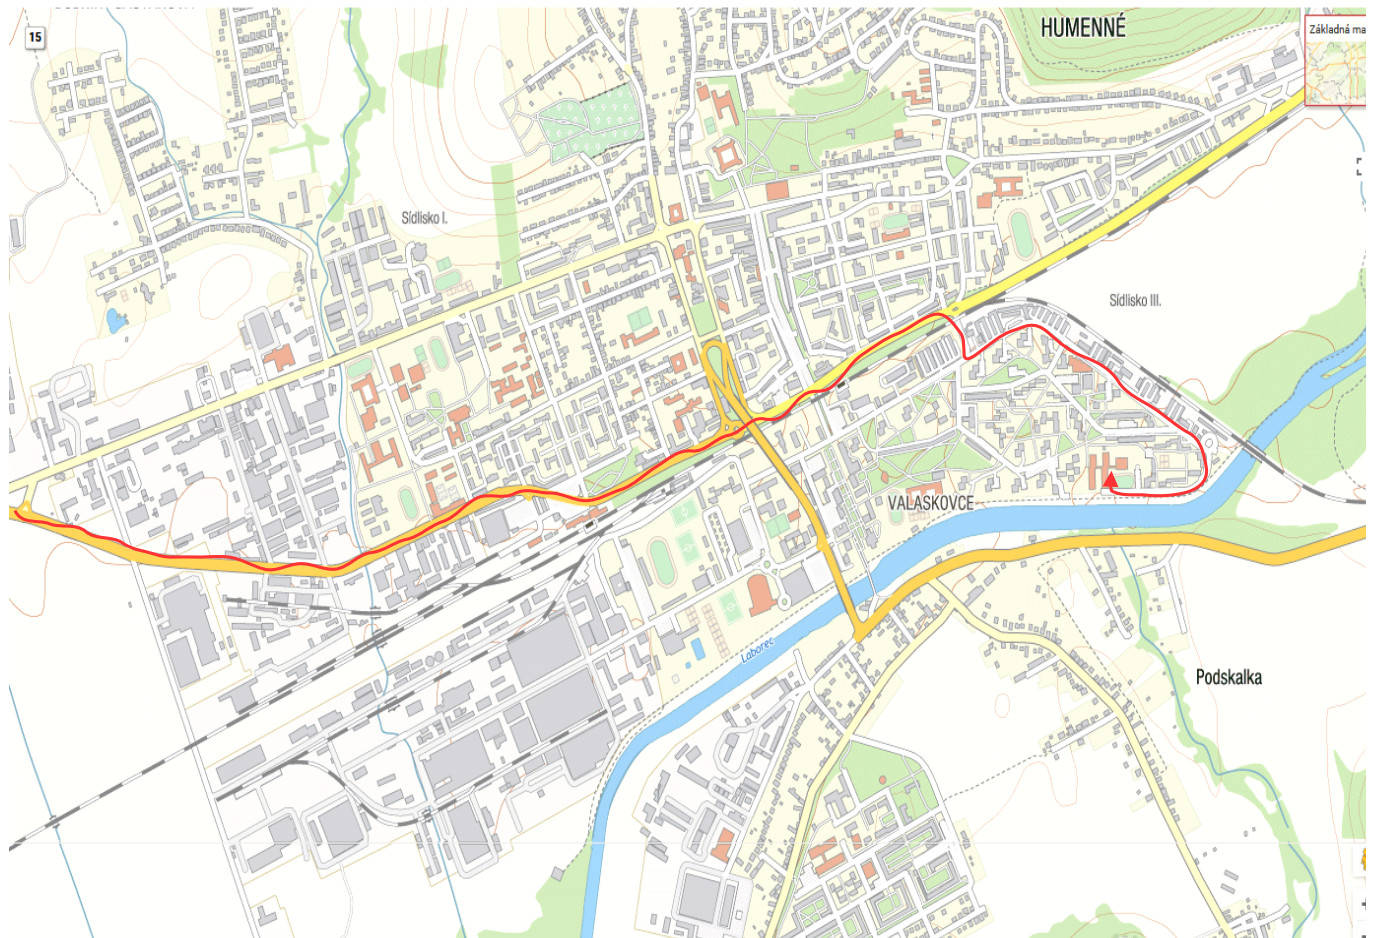 HUMENNÉ
15
Základná ma
Sídlisko I.
Sídlisko III.
VALASKOVCE
Laborec
Podskalka